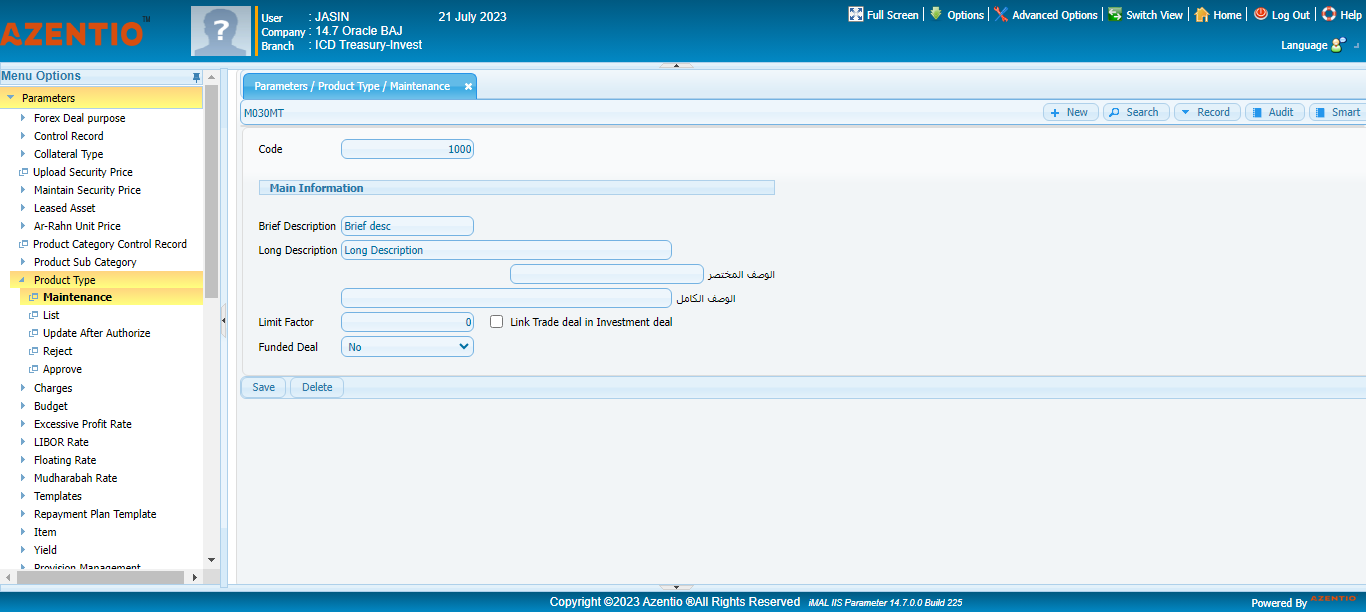 AZENTIO™
?
User : JASIN 21 July 2023
Company : 14.7 Oracle BAJ
Branch : ICD Treasury-Invest
Full Screen Options Advanced Options Switch View Home Log Out Help
Language
Menu Options
Parameters
Forex Deal purpose
Control Record
Collateral Type
Upload Security Price
Maintain Security Price
Leased Asset
Ar-Rahn Unit Price
Product Category Control Record
Product Sub Category
Product Type
Maintenance
List
Update After Authorize
Reject
Approve
Charges
Budget
Excessive Profit Rate
LIBOR Rate
Floating Rate
Mudharabah Rate
Templates
Repayment Plan Template
Item
Yield
Provision Management
Parameters / Product Type / Maintenance
M030MT
New Search Record Audit Smart
Code 1000
Main Information
Brief Description Brief desc
Long Description Long Description
الوصف المختصر
الوصف الكامل
Limit Factor 0 Link Trade deal in Investment deal
Funded Deal No
Save Delete
Copyright ©2023 Azentio ®All Rights Reserved iMAL IIS Parameter 14.7.0.0 Build 225
Powered By AZENTIO